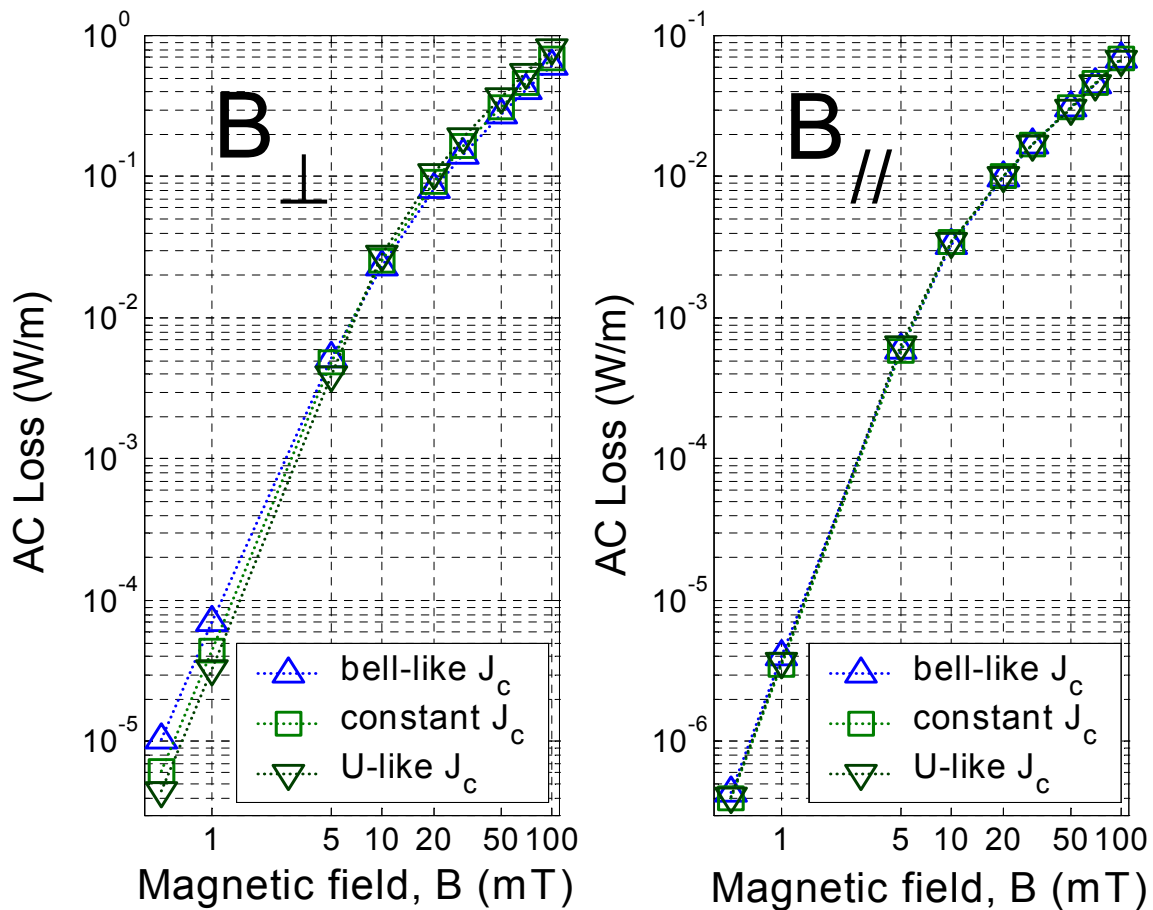 B⊥
AC Loss (W/m)
10^0
10^-1
10^-2
10^-3
10^-4
10^-5
bell-like J_c
constant J_c
U-like J_c
1 5 10 20 50 100
Magnetic field, B (mT)
B//
AC Loss (W/m)
10^-1
10^-2
10^-3
10^-4
10^-5
10^-6
bell-like J_c
constant J_c
U-like J_c
1 5 10 20 50 100
Magnetic field, B (mT)